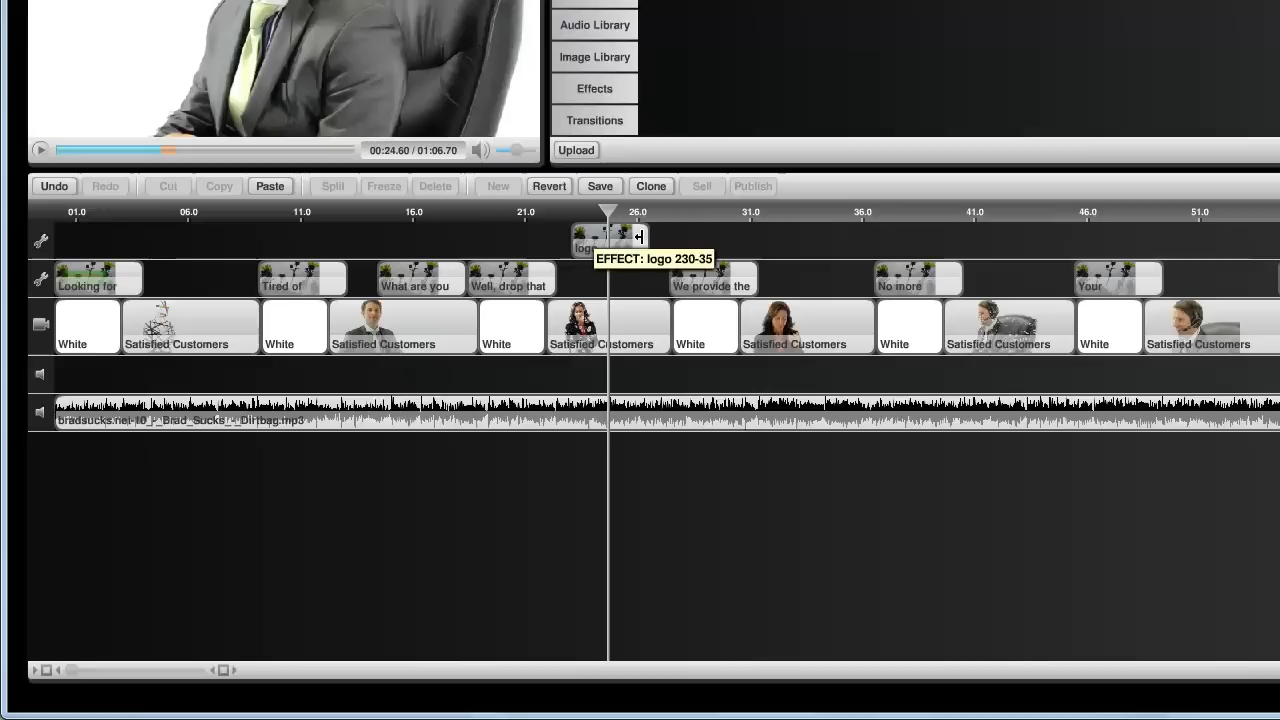 Audio Library
Image Library
Effects
Transitions
00:24.60 / 01:06.70
Upload
Undo Redo Cut Copy Paste Split Freeze Delete New Revert Save Clone Sell Publish
01.0 06.0 11.0 16.0 21.0 26.0 31.0 36.0 41.0 46.0 51.0
logo
EFFECT: logo 230-35
Looking for Tired of What are you Well, drop that We provide the No more Your
White Satisfied Customers White Satisfied Customers White Satisfied Customers White Satisfied Customers White Satisfied Customers White Satisfied Customers
bradsucks.net-10_-_Brad_Sucks_-_Dirtbag.mp3